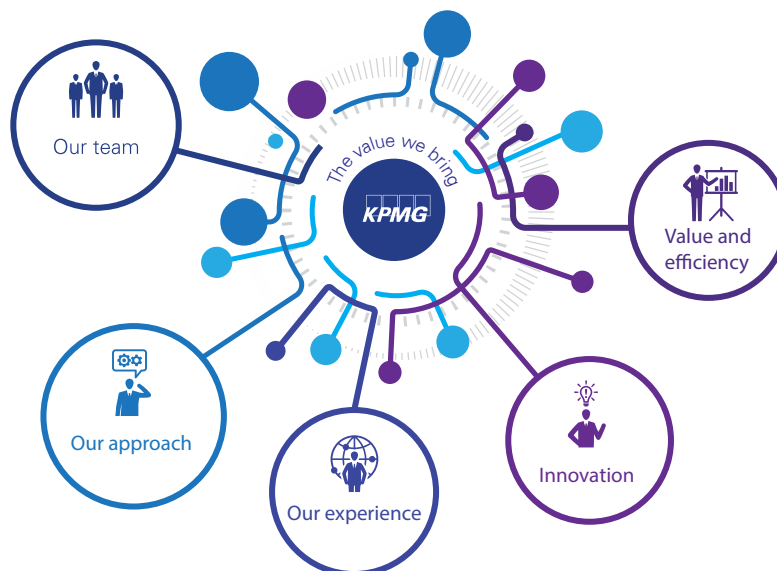 Our team
The value we bring
KPMG
Value and
efficiency
Our approach
Our experience
Innovation